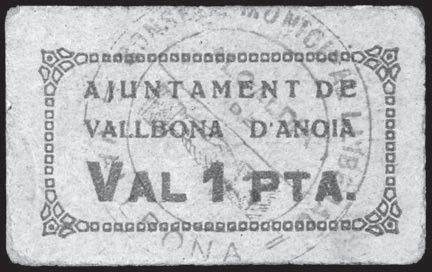 AJUNTAMENT DE
VALLBONA D'ANOIA
VAL 1 PTA.